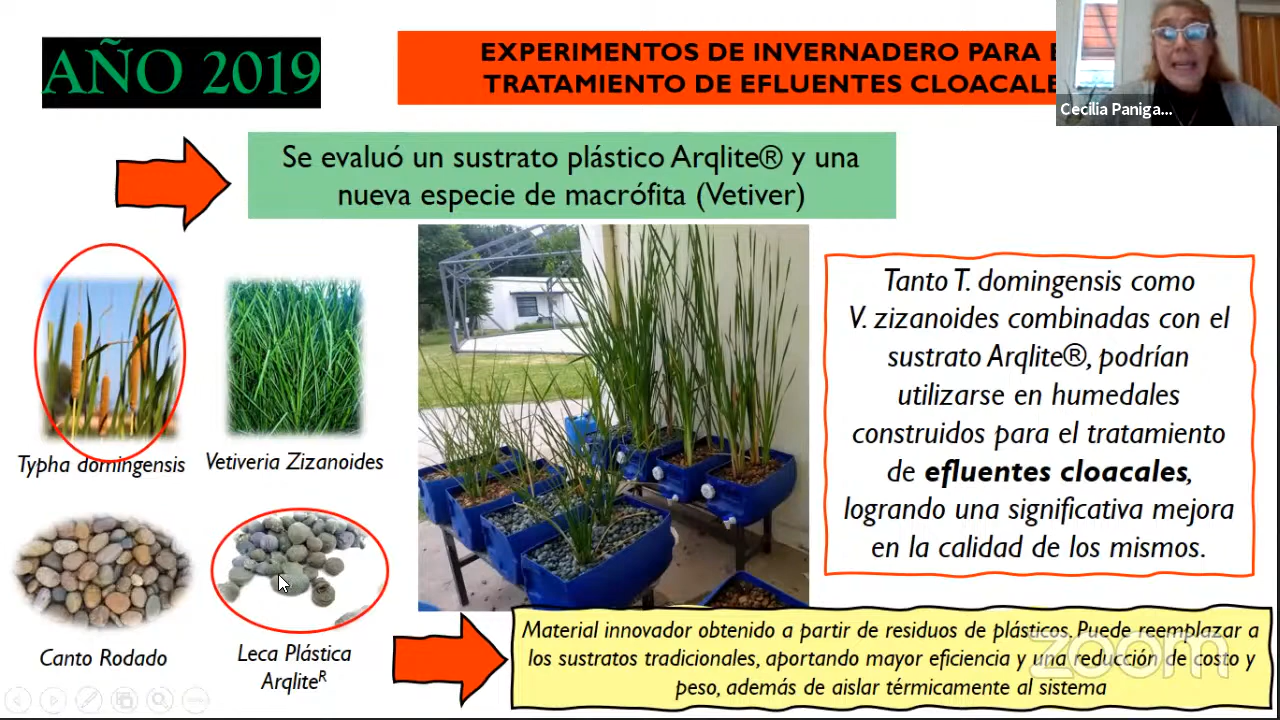 AÑO 2019
EXPERIMENTOS DE INVERNADERO PARA
TRATAMIENTO DE EFLUENTES CLOACALE
Cecilia Paniga...
Se evaluó un sustrato plástico Arqlite® y una
nueva especie de macrófita (Vetiver)
Typha domingensis
Vetiveria Zizanoides
Canto Rodado
Leca Plástica
Arqlite^R
Tanto T. domingensis como
V. zizanoides combinadas con el
sustrato Arqlite®, podrían
utilizarse en humedales
construidos para el tratamiento
de efluentes cloacales,
logrando una significativa mejora
en la calidad de los mismos.
Material innovador obtenido a partir de residuos de plásticos. Puede reemplazar a
los sustratos tradicionales, aportando mayor eficiencia y una reducción de costo y
peso, además de aislar térmicamente al sistema
zoom